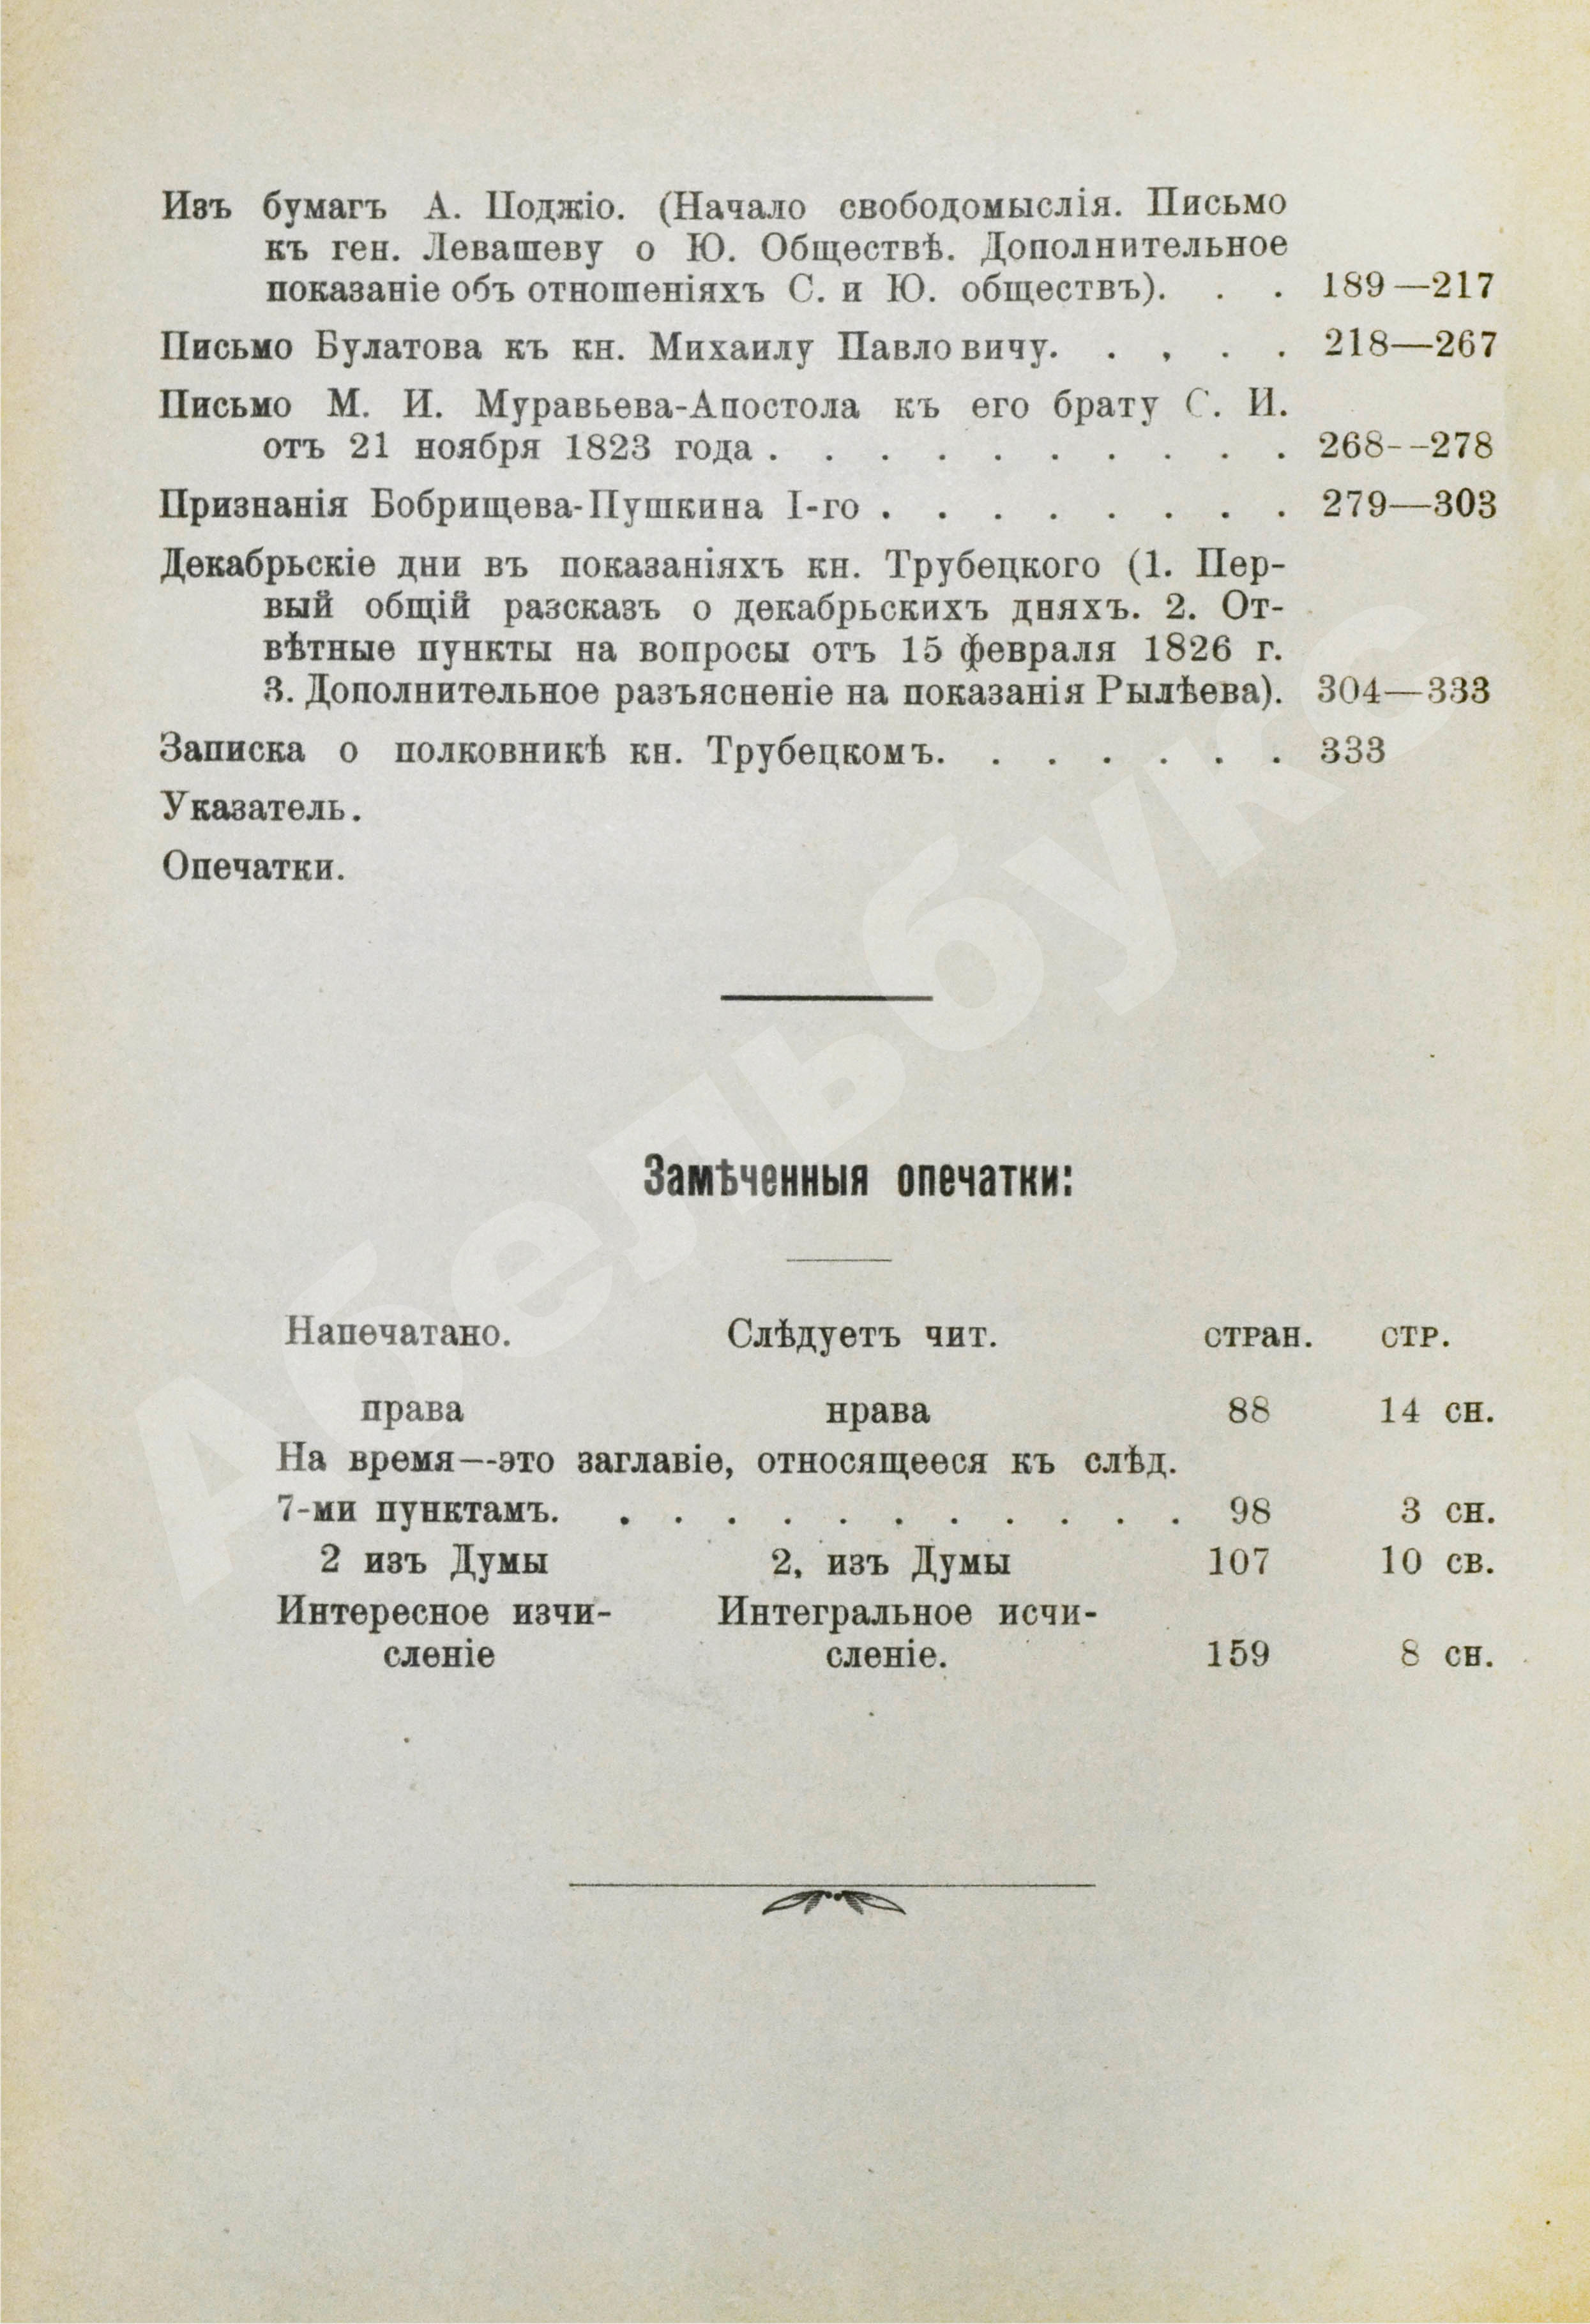 Изъ бумагъ А. Поджіо. (Начало свободомыслія. Письмо
къ ген. Левашеву о Ю. Обществѣ. Дополнительное
показаніе объ отношеніяхъ С. и Ю. обществъ). . . 189—217
Письмо Булатова къ кн. Михаилу Павловичу. . , . . 218—267
Письмо М. И. Муравьева-Апостола къ его брату С. И.
отъ 21 ноября 1823 года . . . . . . . . . . 268--278
Признанія Бобрищева-Пушкина I-го . . . . . . . . 279—303
Декабрьскіе дни въ показаніяхъ кн. Трубецкого (1. Пер-
вый общій разсказъ о декабрьскихъ дняхъ. 2. От-
вѣтные пункты на вопросы отъ 15 февраля 1826 г.
3. Дополнительное разъясненіе на показанія Рылѣева). 304—333
Записка о полковникѣ кн. Трубецкомъ. . . . . . . 333
Указатель.
Опечатки.
Замѣченныя опечатки:
Напечатано. Слѣдуетъ чит. стран. стр.
права нрава 88 14 сн.
На время—-это заглавіе, относящееся къ слѣд.
7-ми пунктамъ. . . . . . . . . . . . 98 3 сн.
2 изъ Думы 2, изъ Думы 107 10 св.
Интересное изчи- Интегральное исчи-
сленіе сленіе. 159 8 сн.
Абельбукс